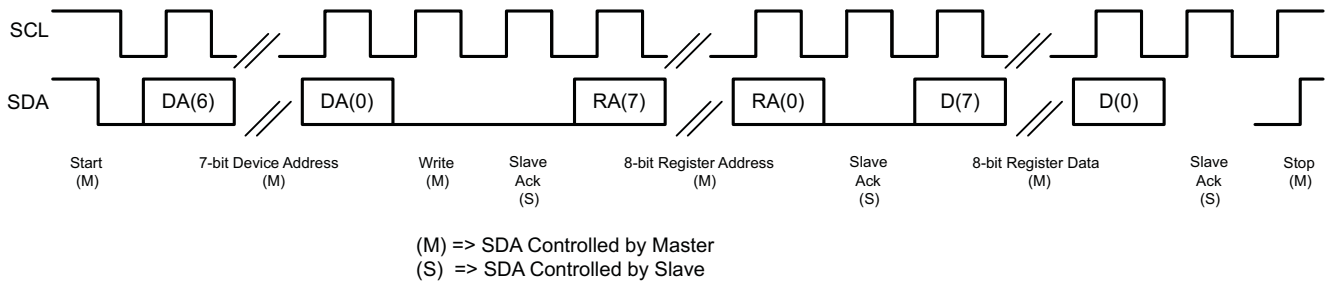 SCL
SDA
DA(6)
DA(0)
RA(7)
RA(0)
D(7)
D(0)
Start
(M)
7-bit Device Address
(M)
Write
(M)
Slave
Ack
(S)
8-bit Register Address
(M)
Slave
Ack
(S)
8-bit Register Data
(M)
Slave
Ack
(S)
Stop
(M)
(M) => SDA Controlled by Master
(S) => SDA Controlled by Slave